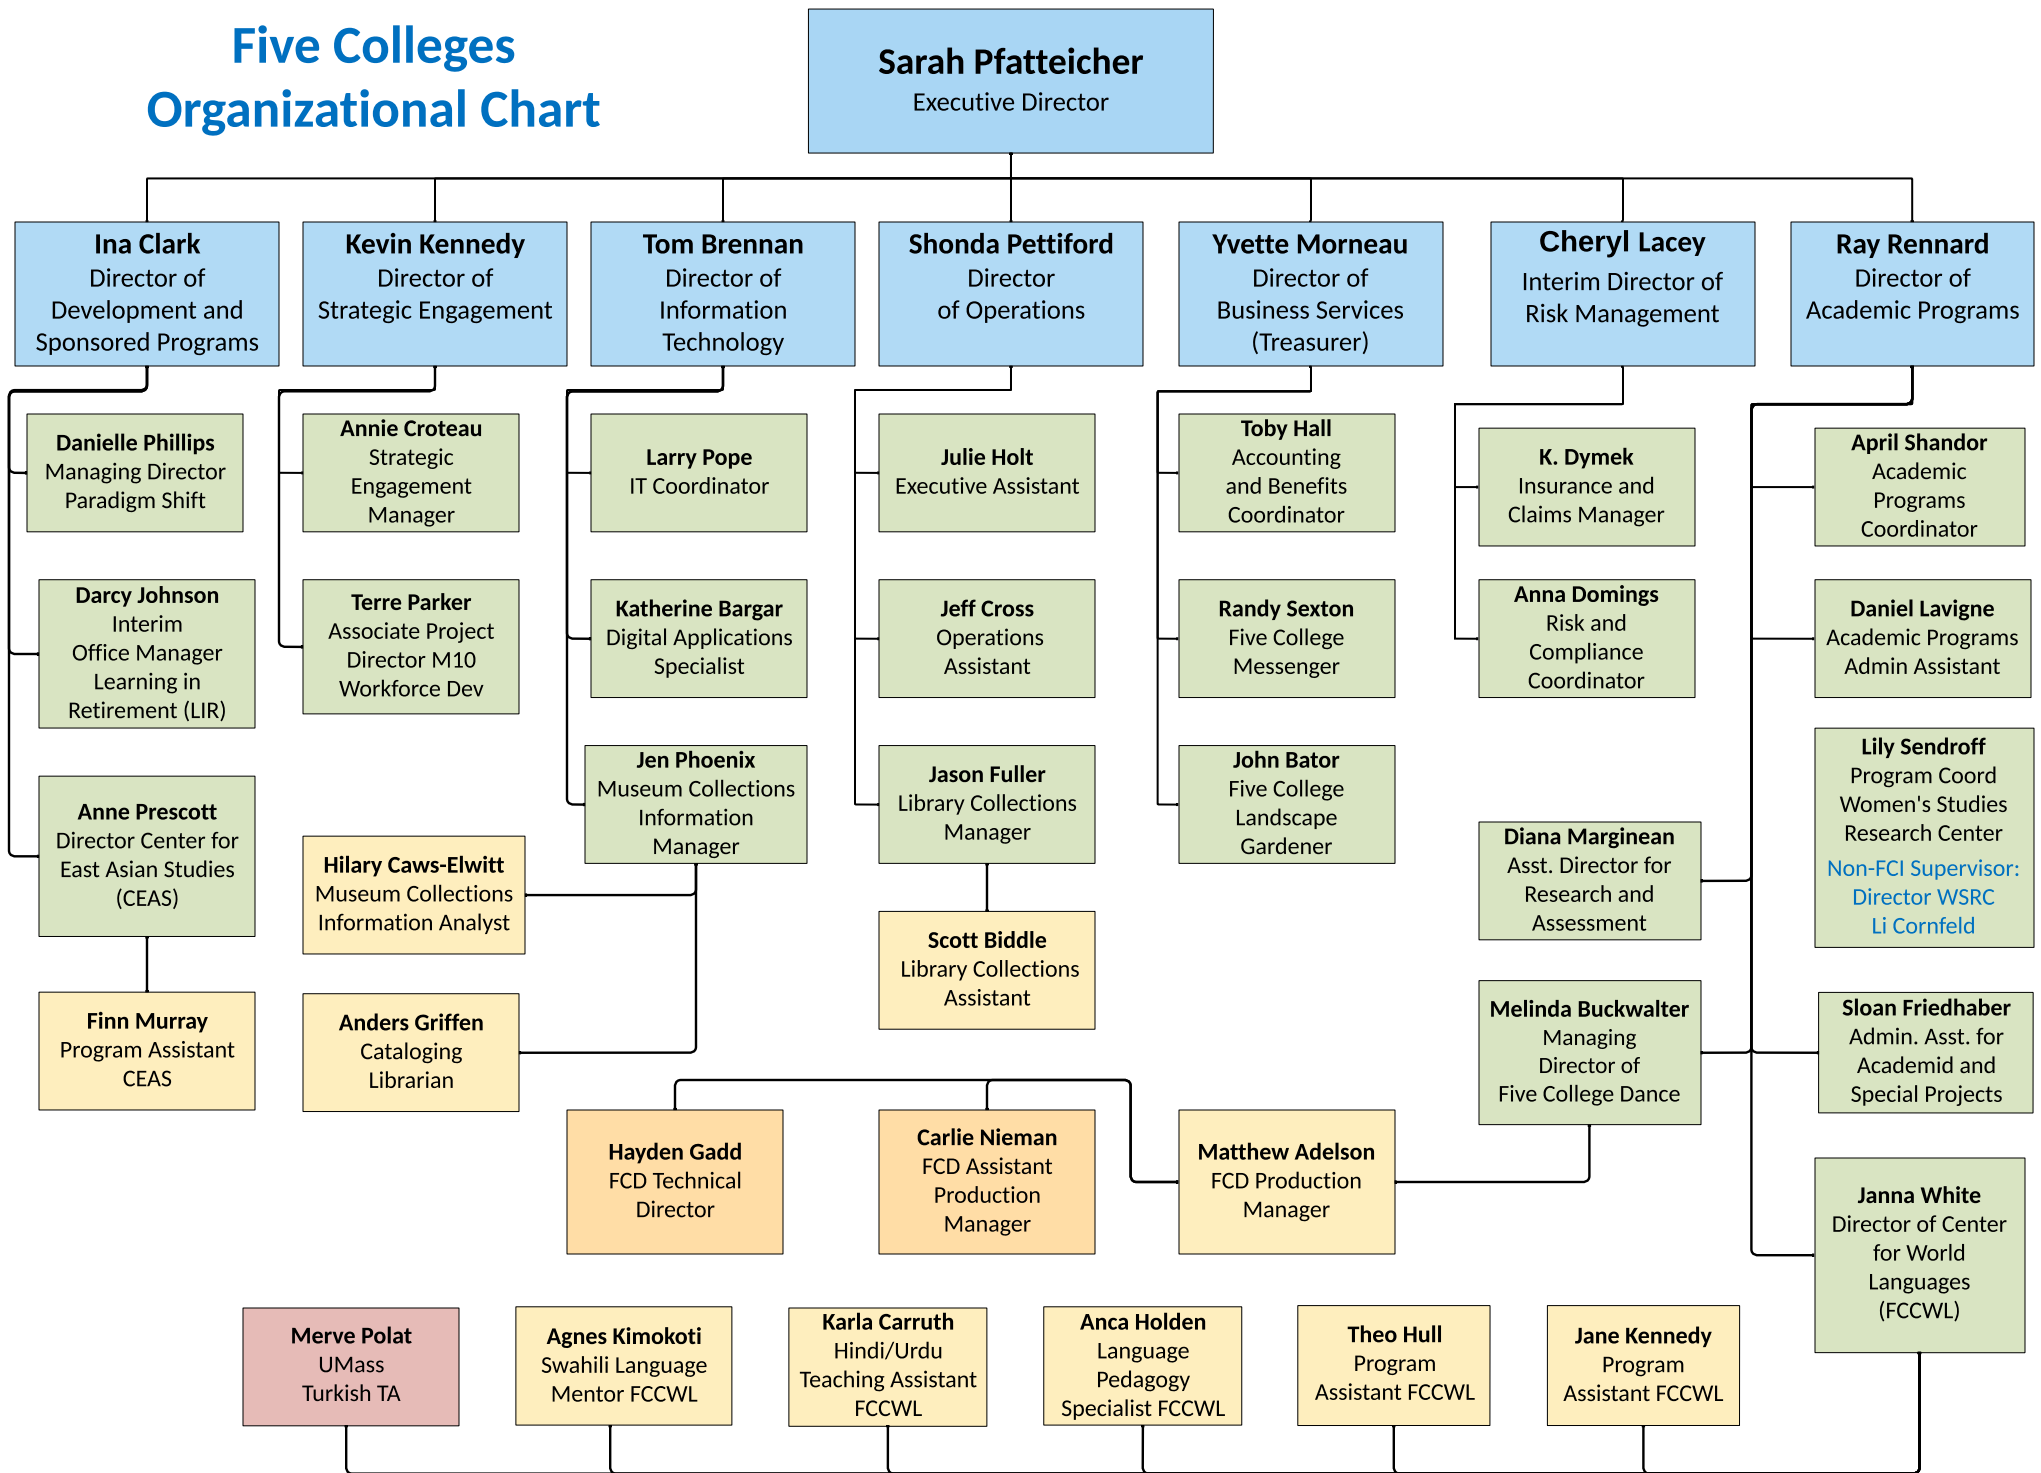 Five Colleges
Organizational Chart
Sarah Pfatteicher
Executive Director
Ina Clark
Director of
Development and
Sponsored Programs
Kevin Kennedy
Director of
Strategic Engagement
Tom Brennan
Director of
Information
Technology
Shonda Pettiford
Director
of Operations
Yvette Morneau
Director of
Business Services
(Treasurer)
Cheryl Lacey
Interim Director of
Risk Management
Ray Rennard
Director of
Academic Programs
Danielle Phillips
Managing Director
Paradigm Shift
Annie Croteau
Strategic
Engagement
Manager
Larry Pope
IT Coordinator
Julie Holt
Executive Assistant
Toby Hall
Accounting
and Benefits
Coordinator
K. Dymek
Insurance and
Claims Manager
April Shandor
Academic
Programs
Coordinator
Darcy Johnson
Interim
Office Manager
Learning in
Retirement (LIR)
Terre Parker
Associate Project
Director M10
Workforce Dev
Katherine Bargar
Digital Applications
Specialist
Jeff Cross
Operations
Assistant
Randy Sexton
Five College
Messenger
Anna Domings
Risk and
Compliance
Coordinator
Daniel Lavigne
Academic Programs
Admin Assistant
Anne Prescott
Director Center for
East Asian Studies
(CEAS)
Jen Phoenix
Museum Collections
Information
Manager
Jason Fuller
Library Collections
Manager
John Bator
Five College
Landscape
Gardener
Lily Sendroff
Program Coord
Women's Studies
Research Center
Non-FCI Supervisor:
Director WSRC
Li Cornfeld
Hilary Caws-Elwitt
Museum Collections
Information Analyst
Diana Marginean
Asst. Director for
Research and
Assessment
Scott Biddle
Library Collections
Assistant
Finn Murray
Program Assistant
CEAS
Anders Griffen
Cataloging
Librarian
Melinda Buckwalter
Managing
Director of
Five College Dance
Sloan Friedhaber
Admin. Asst. for
Academid and
Special Projects
Hayden Gadd
FCD Technical
Director
Carlie Nieman
FCD Assistant
Production
Manager
Matthew Adelson
FCD Production
Manager
Janna White
Director of Center
for World
Languages
(FCCWL)
Merve Polat
UMass
Turkish TA
Agnes Kimokoti
Swahili Language
Mentor FCCWL
Karla Carruth
Hindi/Urdu
Teaching Assistant
FCCWL
Anca Holden
Language
Pedagogy
Specialist FCCWL
Theo Hull
Program
Assistant FCCWL
Jane Kennedy
Program
Assistant FCCWL